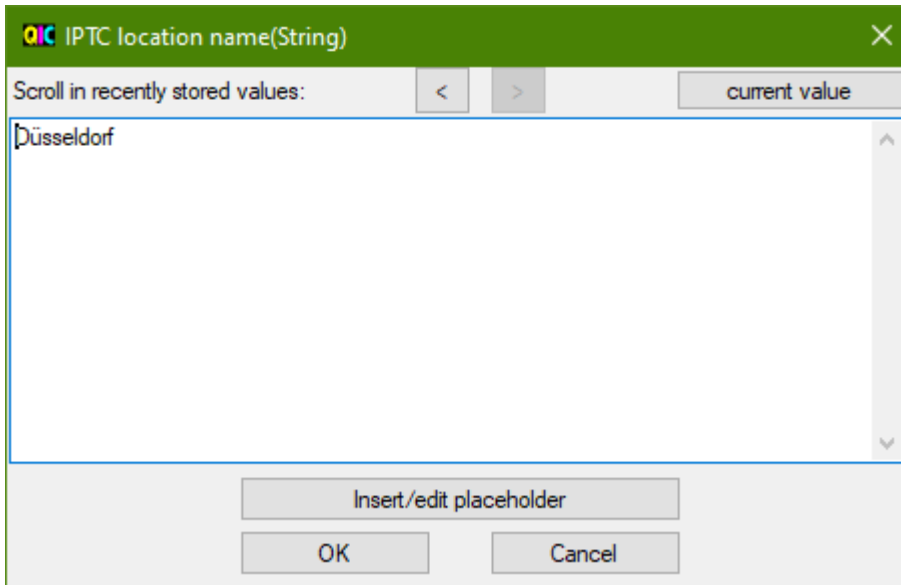 QIC IPTC location name(String)
Scroll in recently stored values: < > current value
Düsseldorf
Insert/edit placeholder
OK Cancel